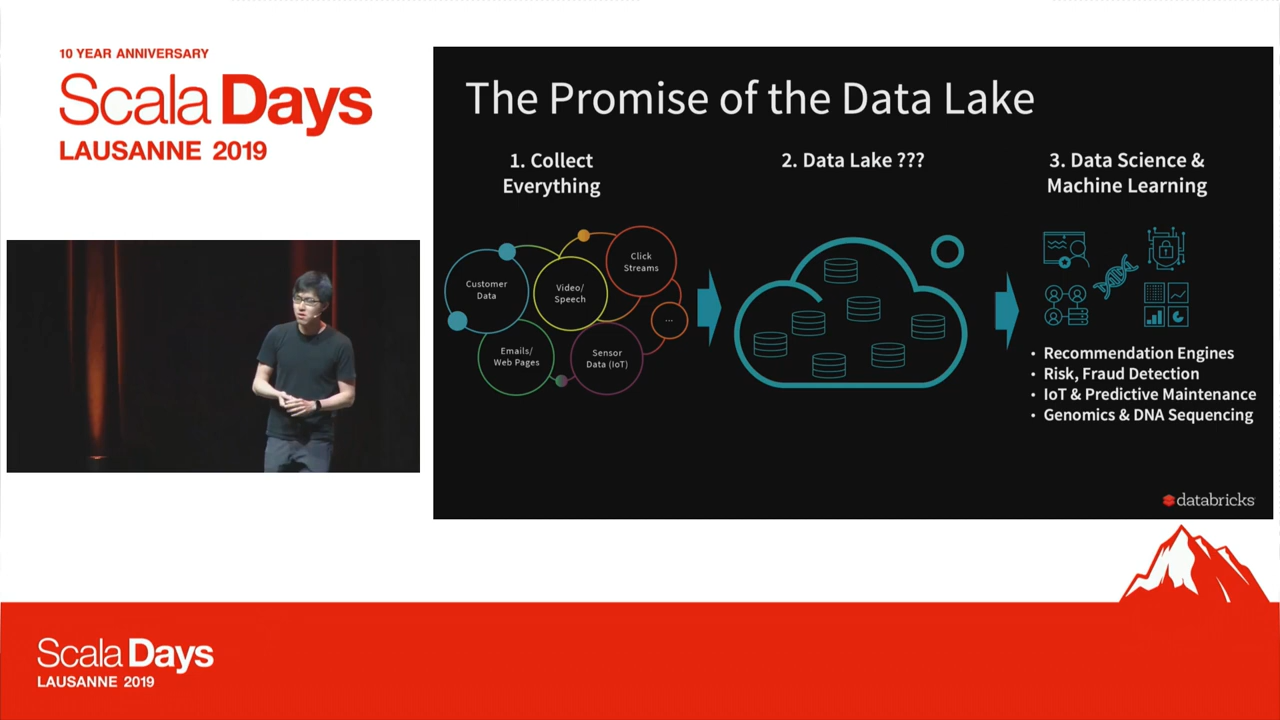 10 YEAR ANNIVERSARY
Scala Days
LAUSANNE 2019
The Promise of the Data Lake
1. Collect
Everything
2. Data Lake ???
3. Data Science &
Machine Learning
Customer
Data
Video/
Speech
Click
Streams
...
Emails/
Web Pages
Sensor
Data (IoT)
• Recommendation Engines
• Risk, Fraud Detection
• IoT & Predictive Maintenance
• Genomics & DNA Sequencing
databricks
Scala Days
LAUSANNE 2019